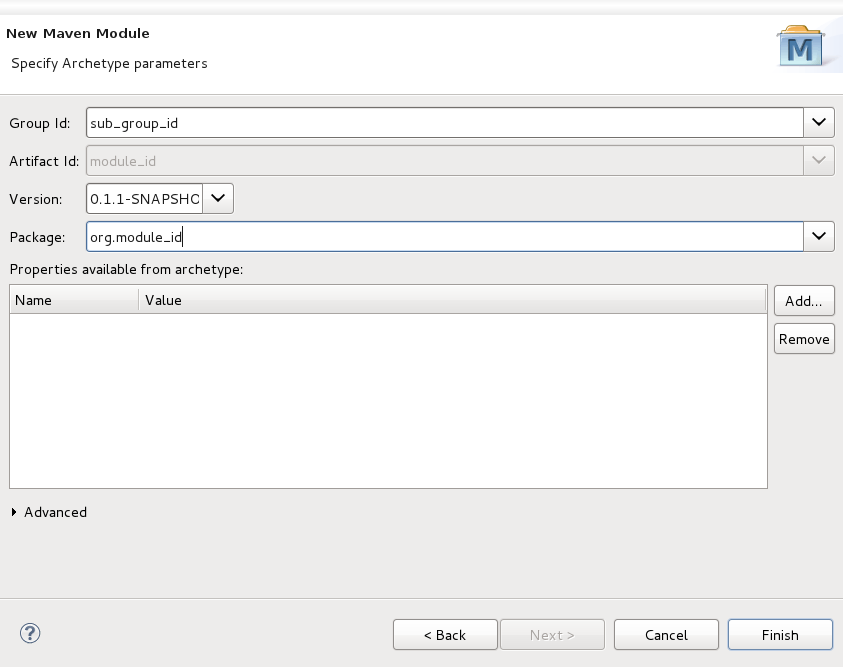 New Maven Module
Specify Archetype parameters
M
Group Id: sub_group_id
Artifact Id: module_id
Version: 0.1.1-SNAPSHO
Package: org.module_id
Properties available from archetype:
Name Value
Add...
Remove
Advanced
? < Back Next > Cancel Finish